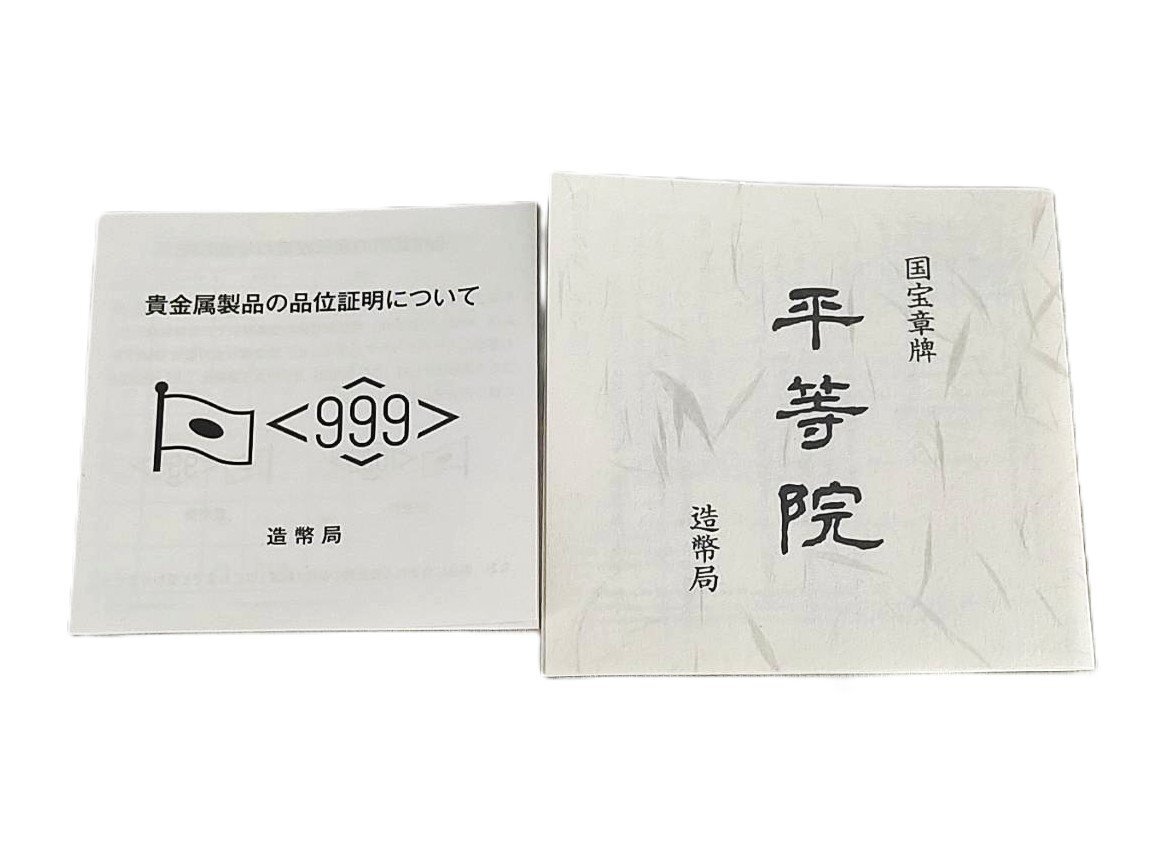 貴金属製品の品位証明について
<999>
造幣局
国宝章牌
平等院
造幣局